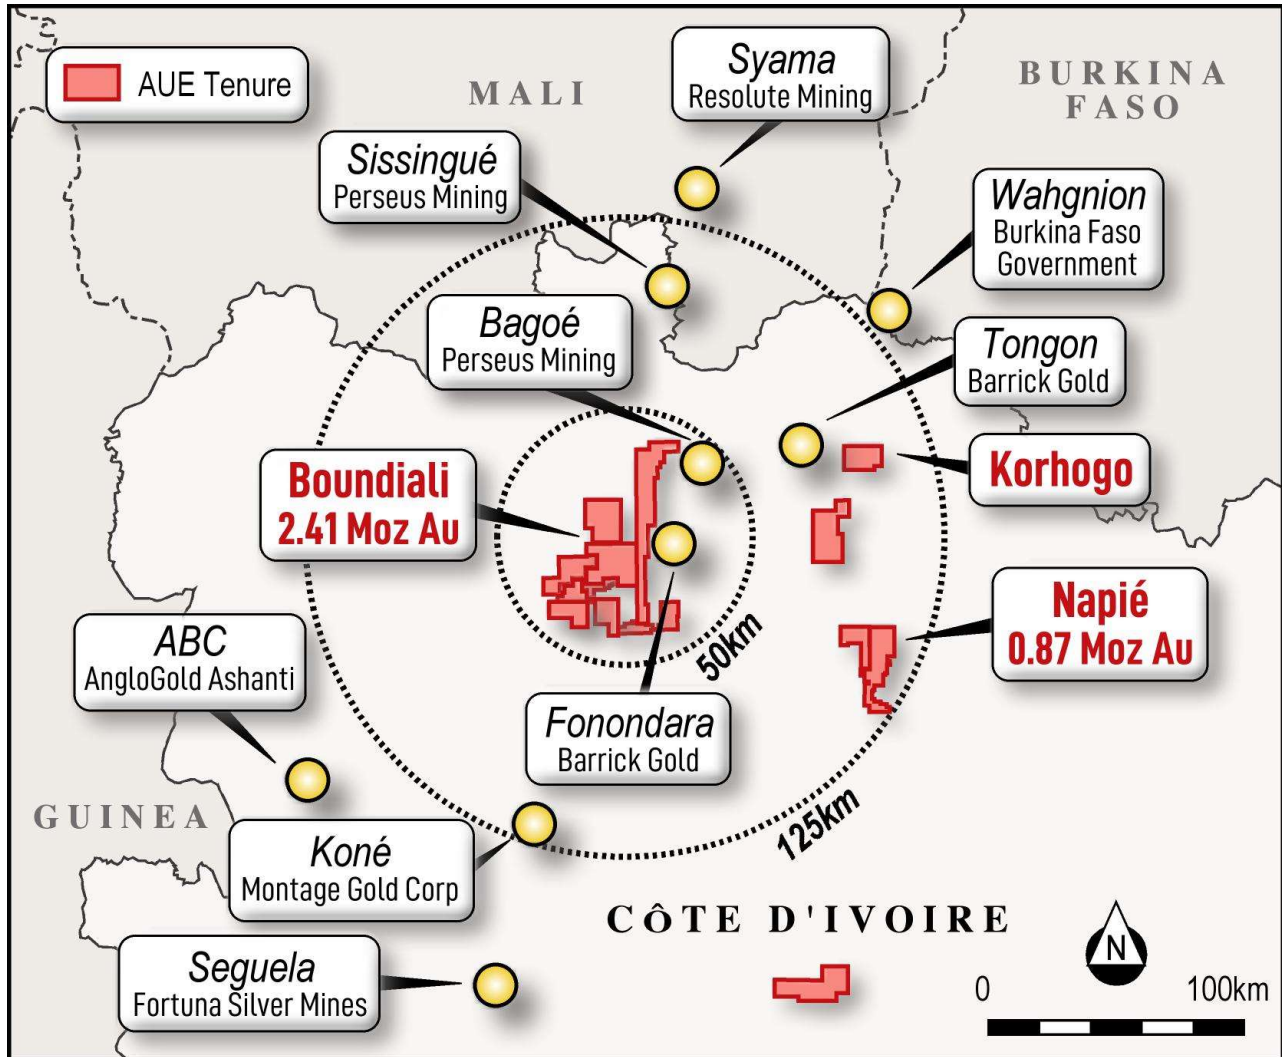 AUE Tenure
MALI
Syama
Resolute Mining
BURKINA
FASO
Sissingué
Perseus Mining
Wahgnion
Burkina Faso
Government
Bagoé
Perseus Mining
Tongon
Barrick Gold
Boundiali
2.41 Moz Au
Korhogo
Napié
0.87 Moz Au
50km
ABC
AngloGold Ashanti
Fonondara
Barrick Gold
GUINEA
125km
Koné
Montage Gold Corp
CÔTE D'IVOIRE
N
Seguela
Fortuna Silver Mines
0 100km